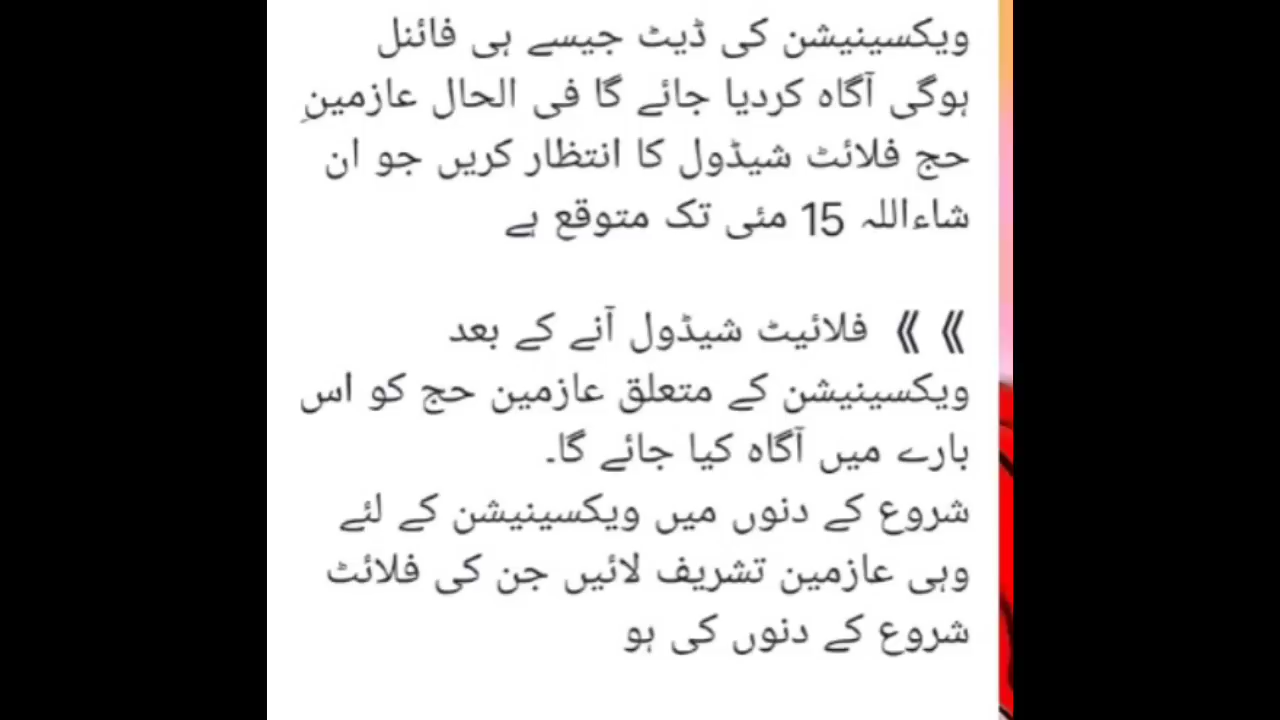 ویکسینیشن کی ڈیٹ جیسے ہی فائنل
ہوگی آگاہ کردیا جائے گا فی الحال عازمینِ
حج فلائٹ شیڈول کا انتظار کریں جو ان
شاءاللہ 15 مئی تک متوقع ہے
》》 فلائیٹ شیڈول آنے کے بعد
ویکسینیشن کے متعلق عازمین حج کو اس
بارے میں آگاہ کیا جائے گا۔
شروع کے دنوں میں ویکسینیشن کے لئے
وہی عازمین تشریف لائیں جن کی فلائٹ
شروع کے دنوں کی ہو